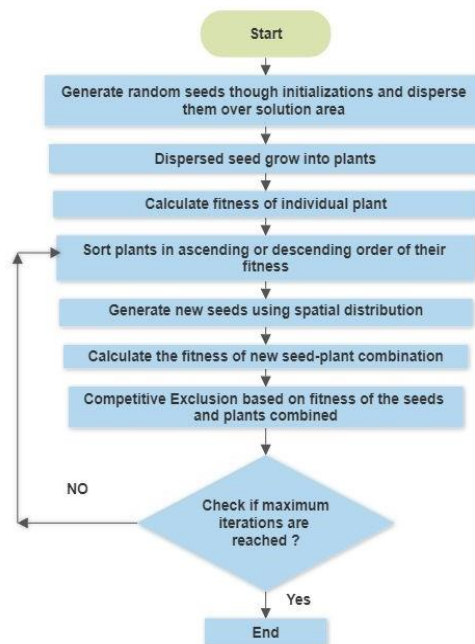 Start
Generate random seeds though initializations and disperse
them over solution area
Dispersed seed grow into plants
Calculate fitness of individual plant
Sort plants in ascending or descending order of their
fitness
Generate new seeds using spatial distribution
Calculate the fitness of new seed-plant combination
Competitive Exclusion based on fitness of the seeds
and plants combined
NO
Check if maximum
iterations are
reached ?
Yes
End